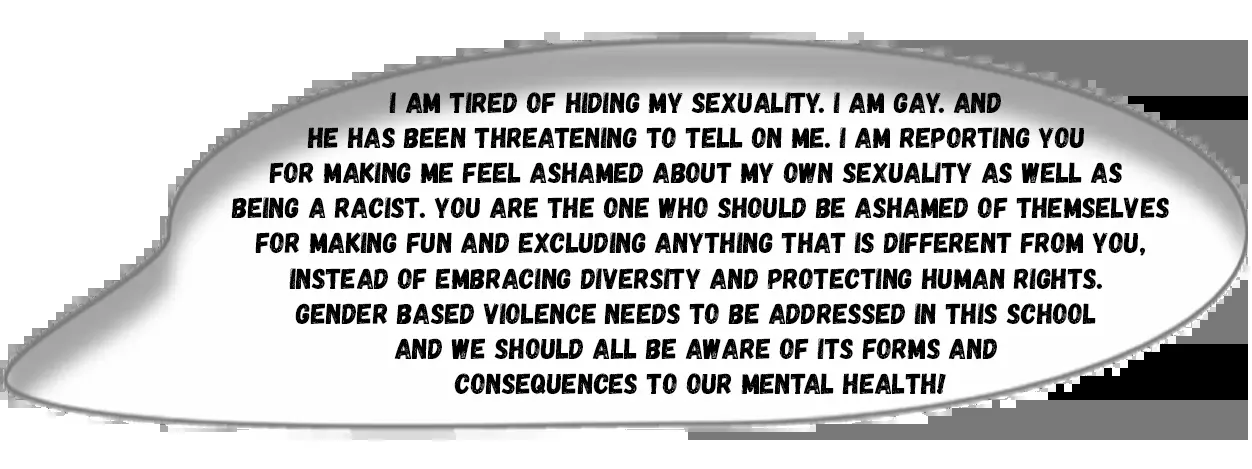 I AM TIRED OF HIDING MY SEXUALITY. I AM GAY. AND
HE HAS BEEN THREATENING TO TELL ON ME. I AM REPORTING YOU
FOR MAKING ME FEEL ASHAMED ABOUT MY OWN SEXUALITY AS WELL AS
BEING A RACIST. YOU ARE THE ONE WHO SHOULD BE ASHAMED OF THEMSELVES
FOR MAKING FUN AND EXCLUDING ANYTHING THAT IS DIFFERENT FROM YOU,
INSTEAD OF EMBRACING DIVERSITY AND PROTECTING HUMAN RIGHTS.
GENDER BASED VIOLENCE NEEDS TO BE ADDRESSED IN THIS SCHOOL
AND WE SHOULD ALL BE AWARE OF ITS FORMS AND
CONSEQUENCES TO OUR MENTAL HEALTH!